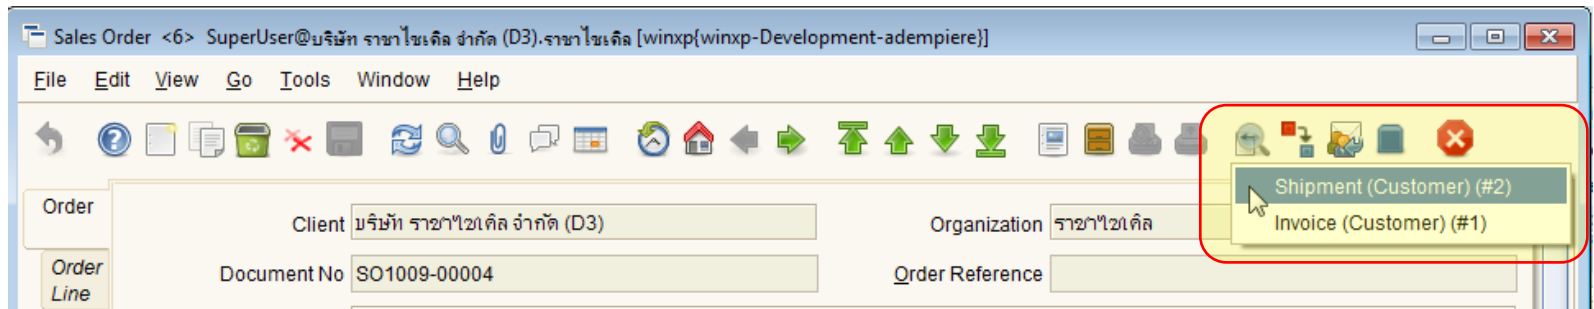 Sales Order <6> SuperUser@บริษัท ราชาไซเคิล จำกัด (D3).ราชาไซเคิล [winxp{winxp-Development-adempiere}]
File Edit View Go Tools Window Help
Shipment (Customer) (#2)
Invoice (Customer) (#1)
Order
Client บริษัท ราชาไซเคิล จำกัด (D3) Organization ราชาไซเคิล
Order
Line
Document No SO1009-00004 Order Reference